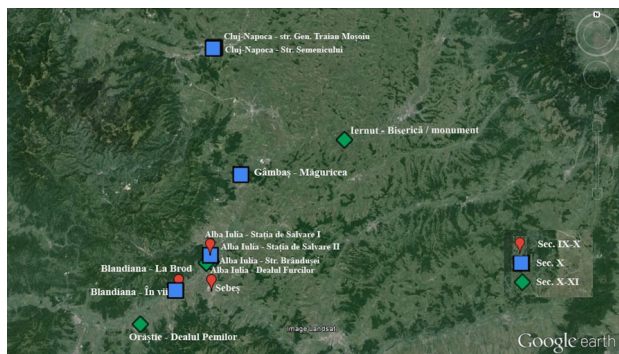 N
Cluj-Napoca - str. Gen. Traian Moșoiu
Cluj-Napoca - Str. Semenicului
Iernut - Biserică / monument
Gâmbaș - Măguricea
Alba Iulia - Stația de Salvare I
Alba Iulia - Stația de Salvare II
Alba Iulia - Str. Brândușei
Alba Iulia - Dealul Furcilor
Blandiana - La Brod
Blandiana - În vii
Sebeș
Orăștie - Dealul Pemilor
Sec. IX-X
Sec. X
Sec. X-XI
Image Landsat
Google earth